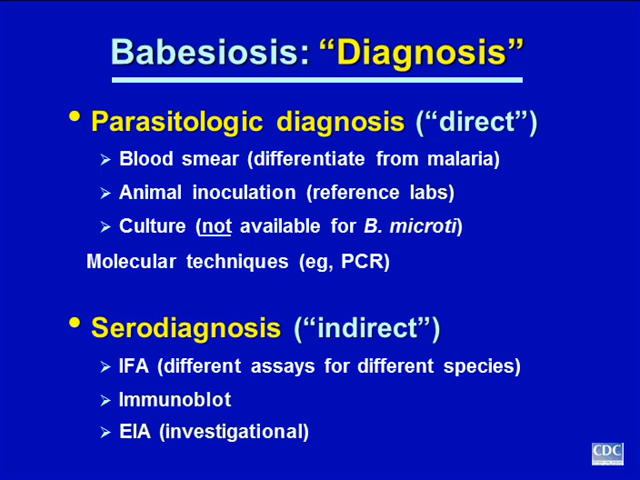 Babesiosis: “Diagnosis”
• Parasitologic diagnosis (“direct”)
➢ Blood smear (differentiate from malaria)
➢ Animal inoculation (reference labs)
➢ Culture (not available for B. microti)
Molecular techniques (eg, PCR)
• Serodiagnosis (“indirect”)
➢ IFA (different assays for different species)
➢ Immunoblot
➢ EIA (investigational)
CDC